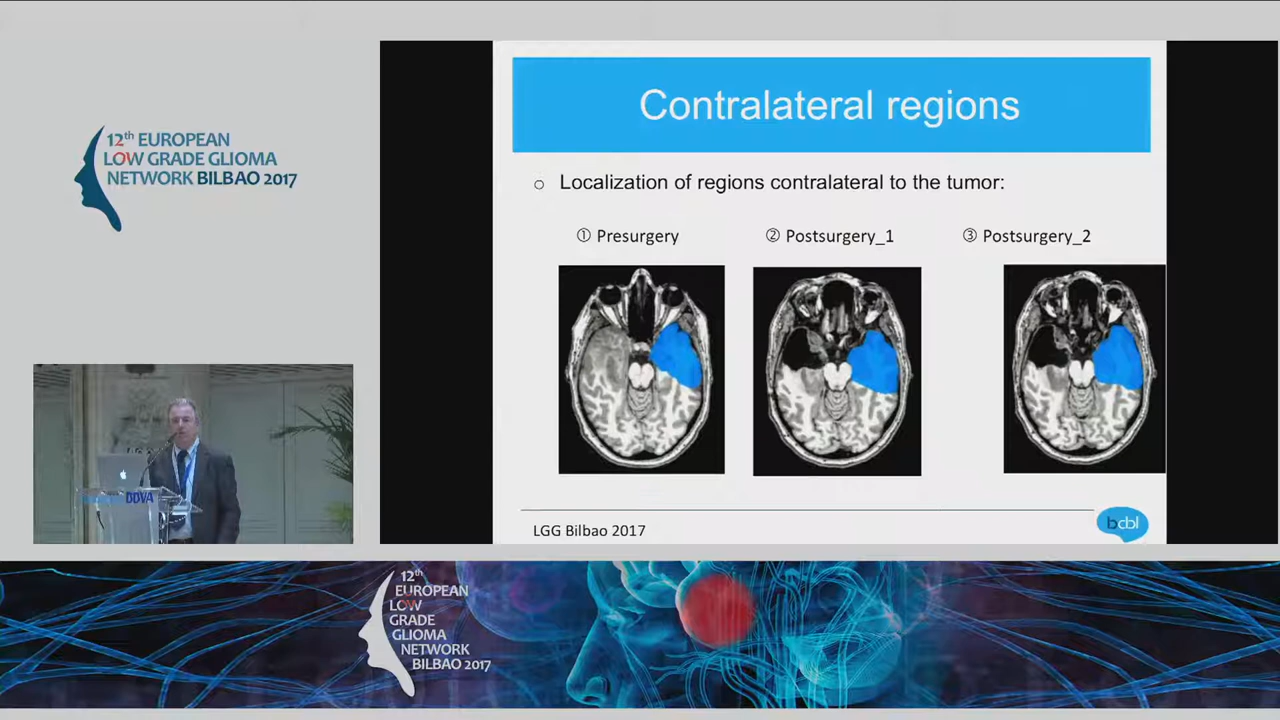 12th EUROPEAN
LOW GRADE GLIOMA
NETWORK BILBAO 2017
Contralateral regions
Localization of regions contralateral to the tumor:
① Presurgery
② Postsurgery_1
③ Postsurgery_2
LGG Bilbao 2017
bcbl
BBVA
12th
EUROPEAN
LOW
GRADE
GLIOMA
NETWORK
BILBAO 2017